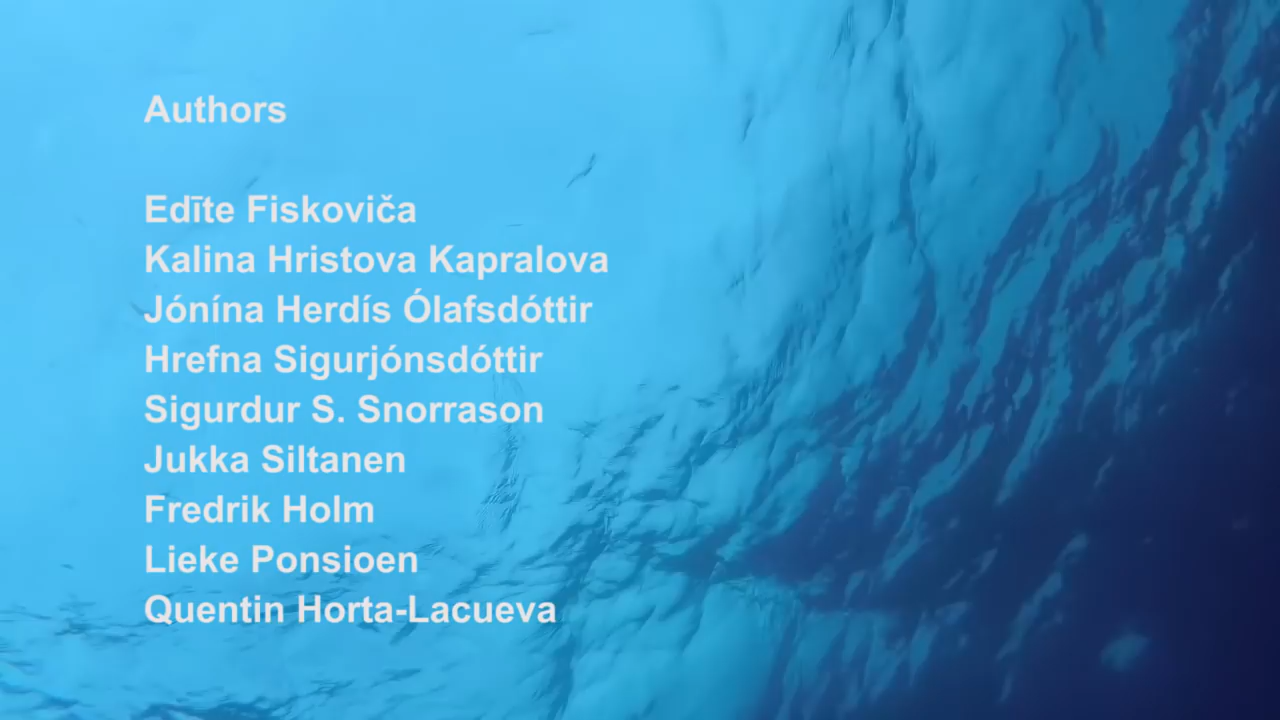 Authors
Edīte Fiskoviča
Kalina Hristova Kapralova
Jónína Herdís Ólafsdóttir
Hrefna Sigurjónsdóttir
Sigurdur S. Snorrason
Jukka Siltanen
Fredrik Holm
Lieke Ponsioen
Quentin Horta-Lacueva